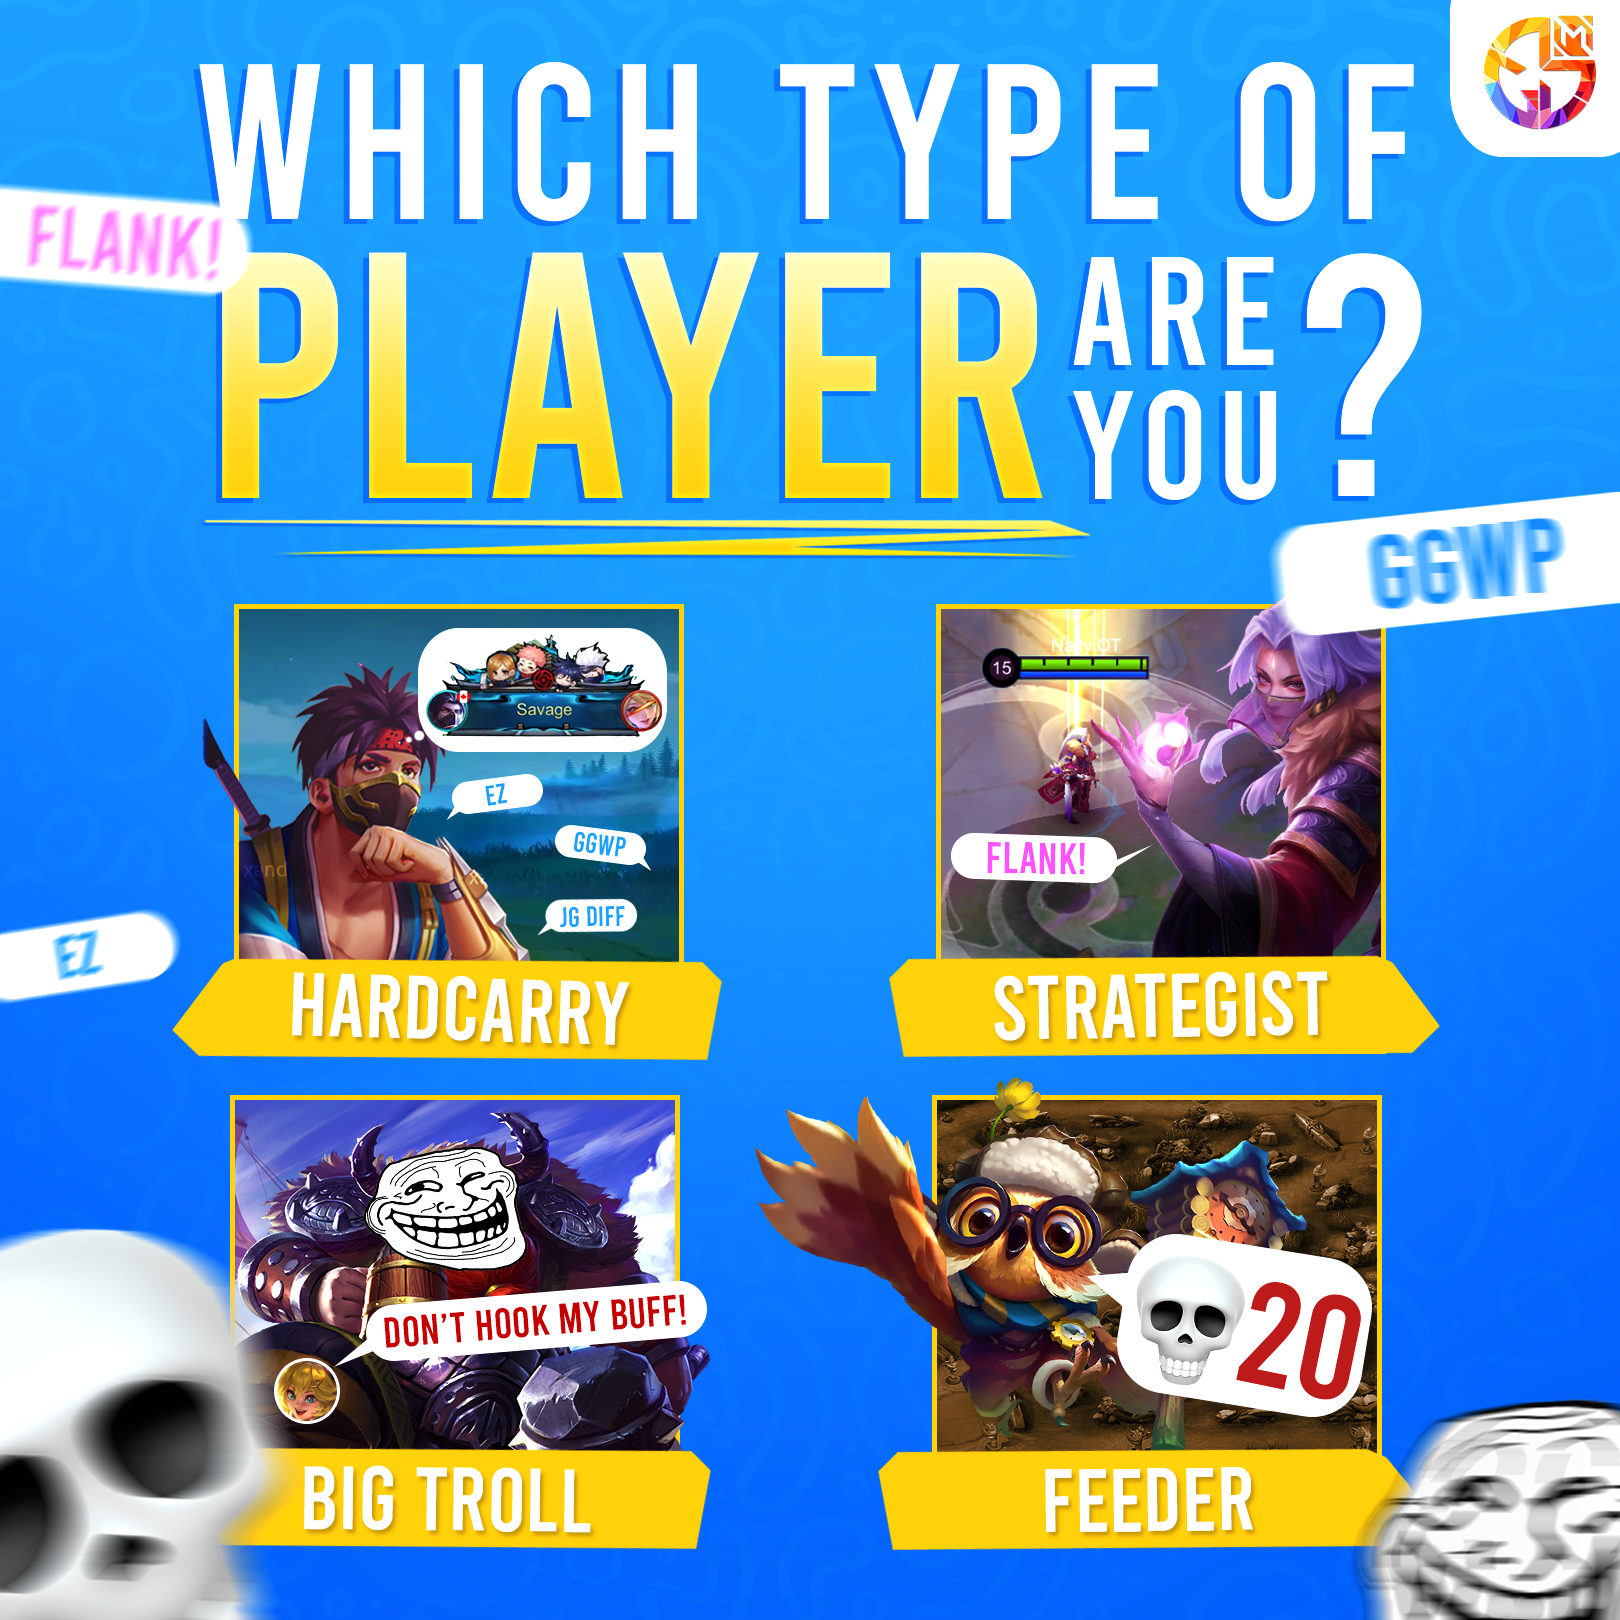 WHICH TYPE OF
FLANK!
PLAYER ARE YOU?
GGWP
Savage
EZ
GGWP
JG DIFF
HARDCARRY
15
FLANK!
STRATEGIST
EZ
DON'T HOOK MY BUFF!
BIG TROLL
20
FEEDER
M